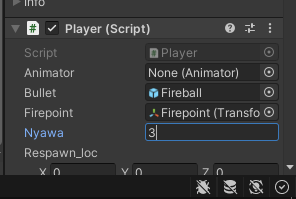 Info
Player (Script)
Script Player
Animator None (Animator)
Bullet Fireball
Firepoint Firepoint (Transfo
Nyawa 3
Respawn_loc
X 0 Y 0 Z 0